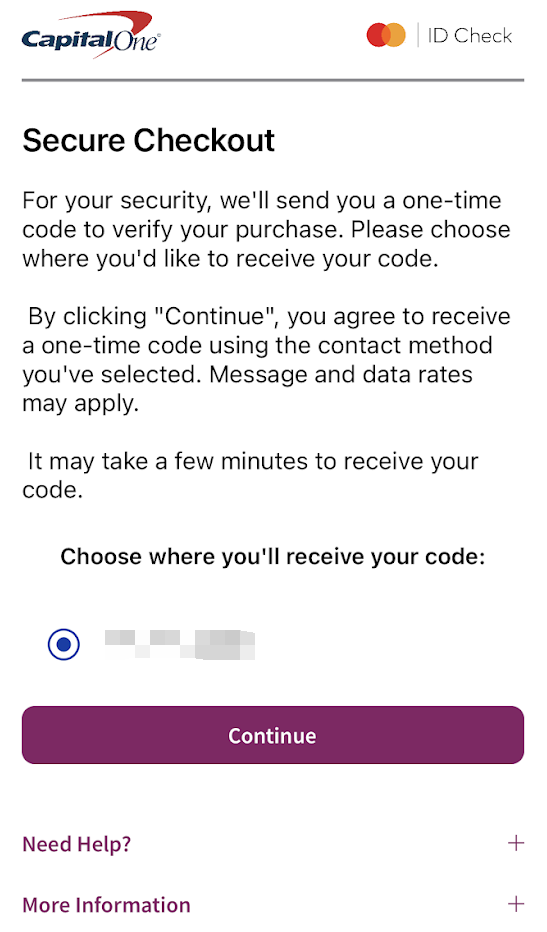 CapitalOne®
ID Check
Secure Checkout
For your security, we'll send you a one-time
code to verify your purchase. Please choose
where you'd like to receive your code.
By clicking "Continue", you agree to receive
a one-time code using the contact method
you've selected. Message and data rates
may apply.
It may take a few minutes to receive your
code.
Choose where you'll receive your code:
Continue
Need Help?
More Information